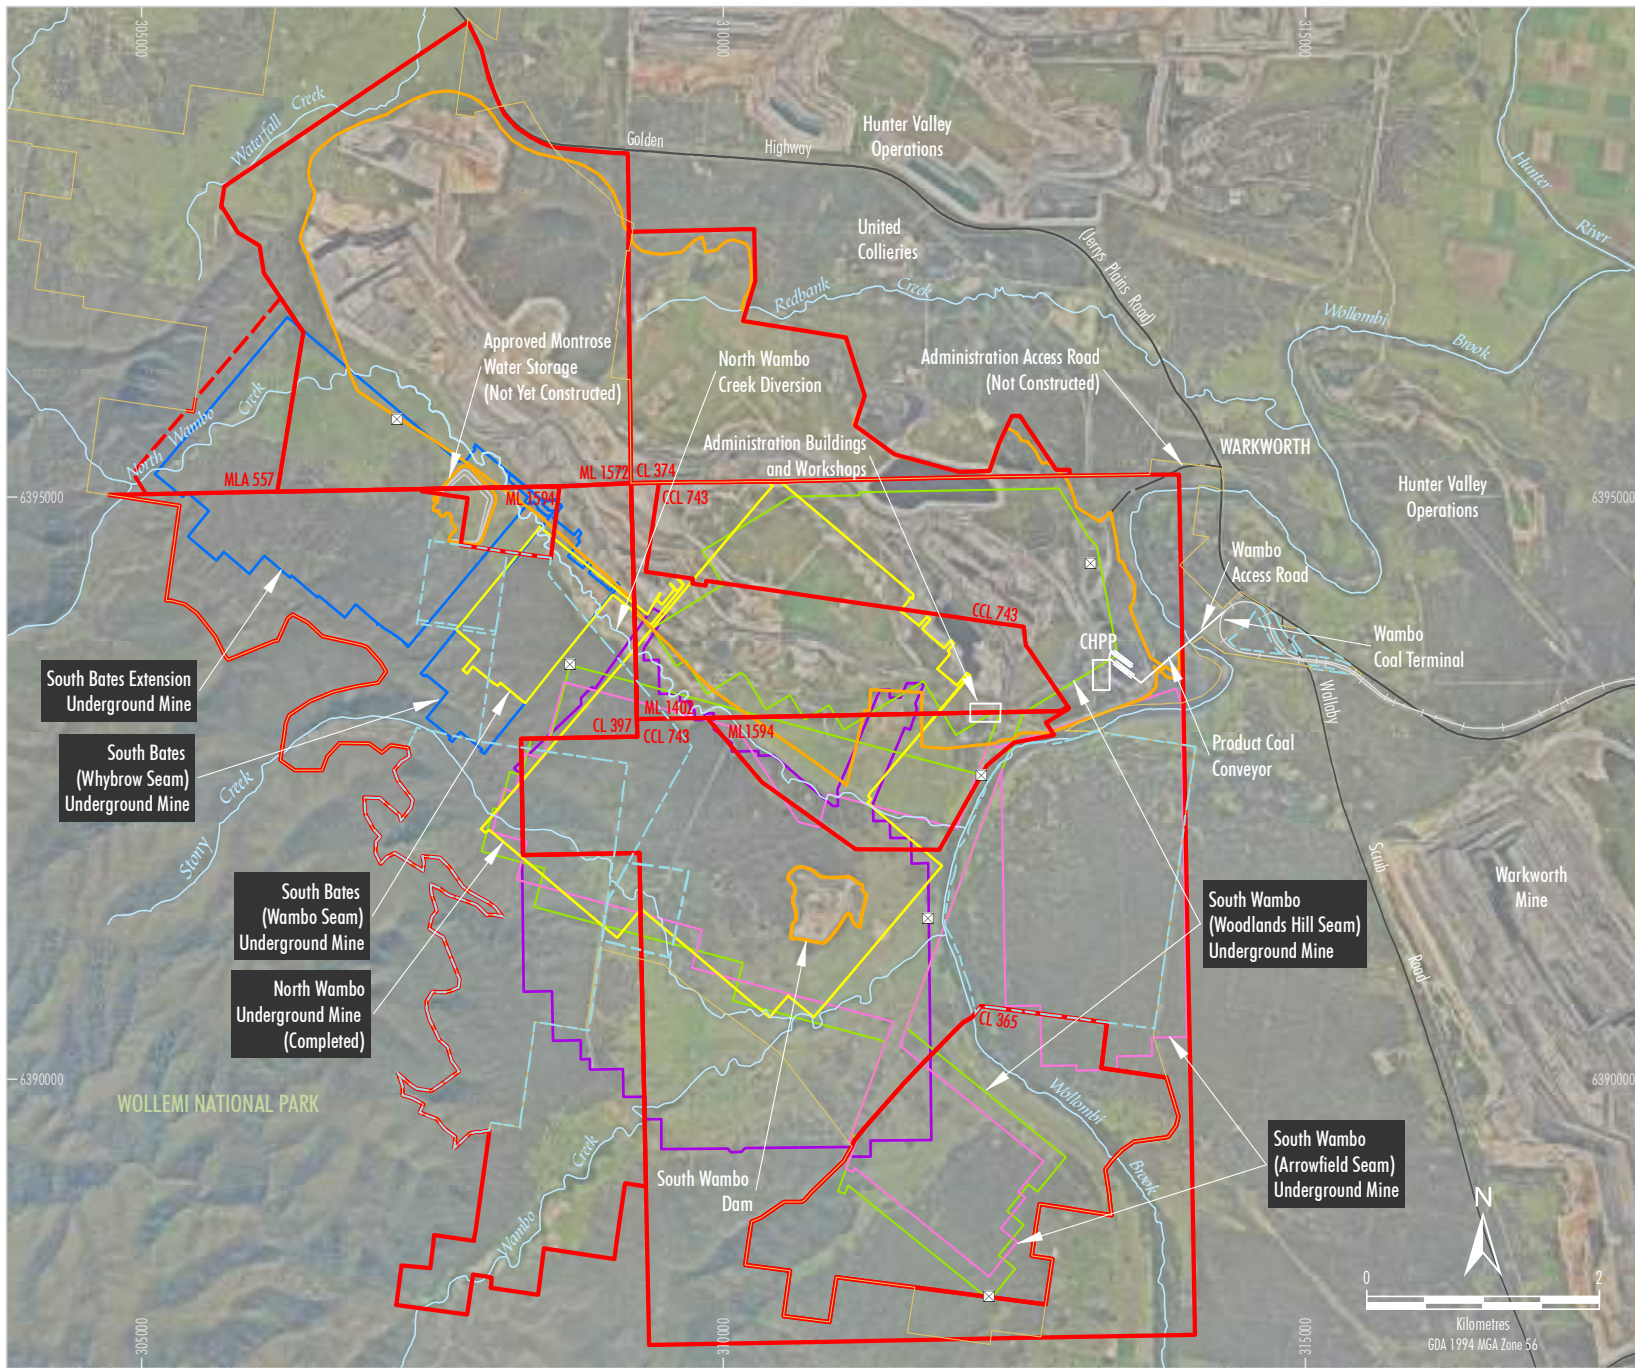 305000
310000
315000
Waterfall
Creek
Golden
Highway
Hunter Valley
Operations
Hunter
River
United
Collieries
(Jerrys Plains Road)
Redbank
Creek
Wollombi
Brook
Approved Montrose
Water Storage
(Not Yet Constructed)
North Wambo
Creek Diversion
Administration Access Road
(Not Constructed)
North
Wambo
Creek
Administration Buildings
and Workshops
WARKWORTH
MLA 557
ML 1572
CL 374
ML 1594
CCL 743
6395000
6395000
Hunter Valley
Operations
Wambo
Access Road
CCL 743
CHPP
Wambo
Coal Terminal
South Bates Extension
Underground Mine
Wallaby
ML 1402
CL 397
CCL 743
ML1594
Product Coal
Conveyor
South Bates
(Whybrow Seam)
Underground Mine
Stony
Creek
Scrub
Road
Warkworth
Mine
South Bates
(Wambo Seam)
Underground Mine
South Wambo
(Woodlands Hill Seam)
Underground Mine
North Wambo
Underground Mine
(Completed)
CL 365
6390000
6390000
WOLLEMI NATIONAL PARK
Wollombi
Brook
South Wambo
(Arrowfield Seam)
Underground Mine
South Wambo
Dam
Wambo
Creek
N
0
2
Kilometres
GDA 1994 MGA Zone 56
305000
310000
315000